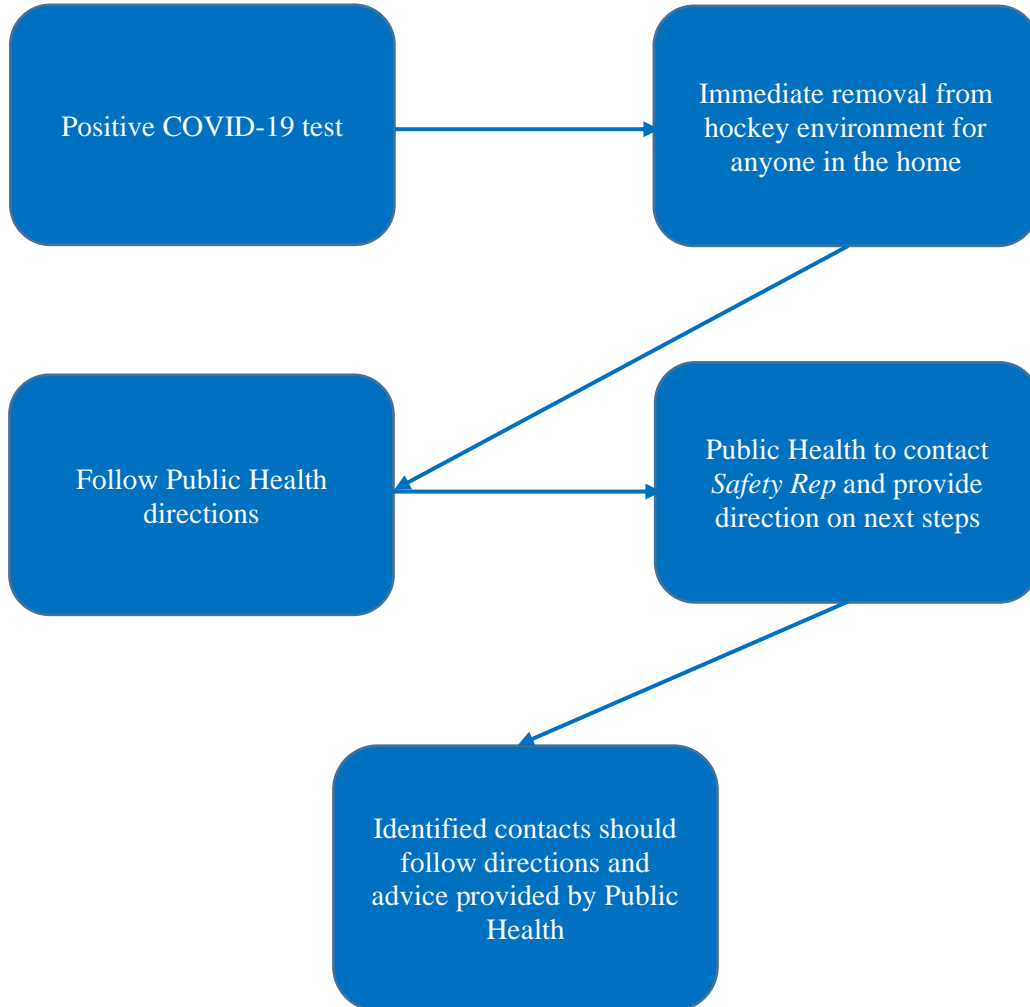 Positive COVID-19 test
Immediate removal from
hockey environment for
anyone in the home
Follow Public Health
directions
Public Health to contact
Safety Rep and provide
direction on next steps
Identified contacts should
follow directions and
advice provided by Public
Health